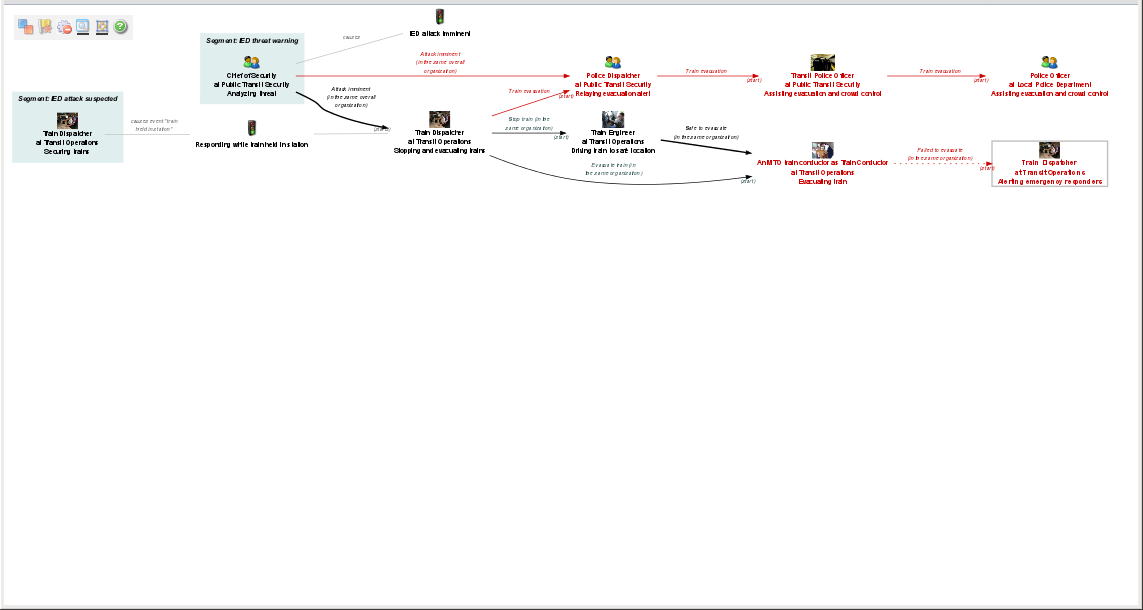 IED attack imminent
causes
Segment: IED threat warning
Chief of Security
at Public Transit Security
Analyzing threat
Attack imminent
(in the same overall
organization)
Police Dispatcher
at Public Transit Security
Relaying evacuation alert
Train evacuation
(start)
Transit Police Officer
at Public Transit Security
Assisting evacuation and crowd control
Train evacuation
(start)
Police Officer
at Local Police Department
Assisting evacuation and crowd control
Attack imminent
(in the same overall
organization)
(start)
Train evacuation
(start)
Segment: IED attack suspected
Train Dispatcher
at Transit Operations
Securing trains
causes event "train
held in station"
Responding while train held in station
Train Dispatcher
at Transit Operations
Stopping and evacuating trains
Stop train (in the
same organization)
(start)
Train Engineer
at Transit Operations
Driving train to safe location
Safe to evacuate
(in the same organization)
Evacuate train (in
the same organization)
(start)
An MTO train conductor as Train Conductor
at Transit Operations
Evacuating train
Failed to evacuate
(in the same organization)
(start)
Train Dispatcher
at Transit Operations
Alerting emergency responders